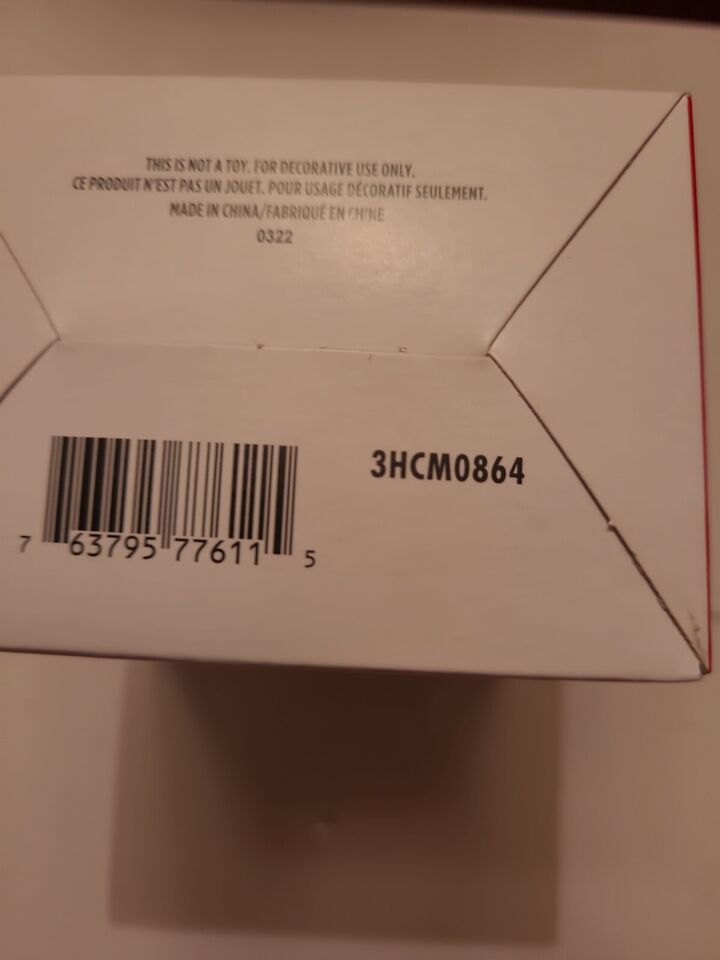 THIS IS NOT A TOY. FOR DECORATIVE USE ONLY.
CE PRODUIT N'EST PAS UN JOUET. POUR USAGE DÉCORATIF SEULEMENT.
MADE IN CHINA/FABRIQUÉ EN CHINE
0322
3HCM0864
7 63795 77611 5